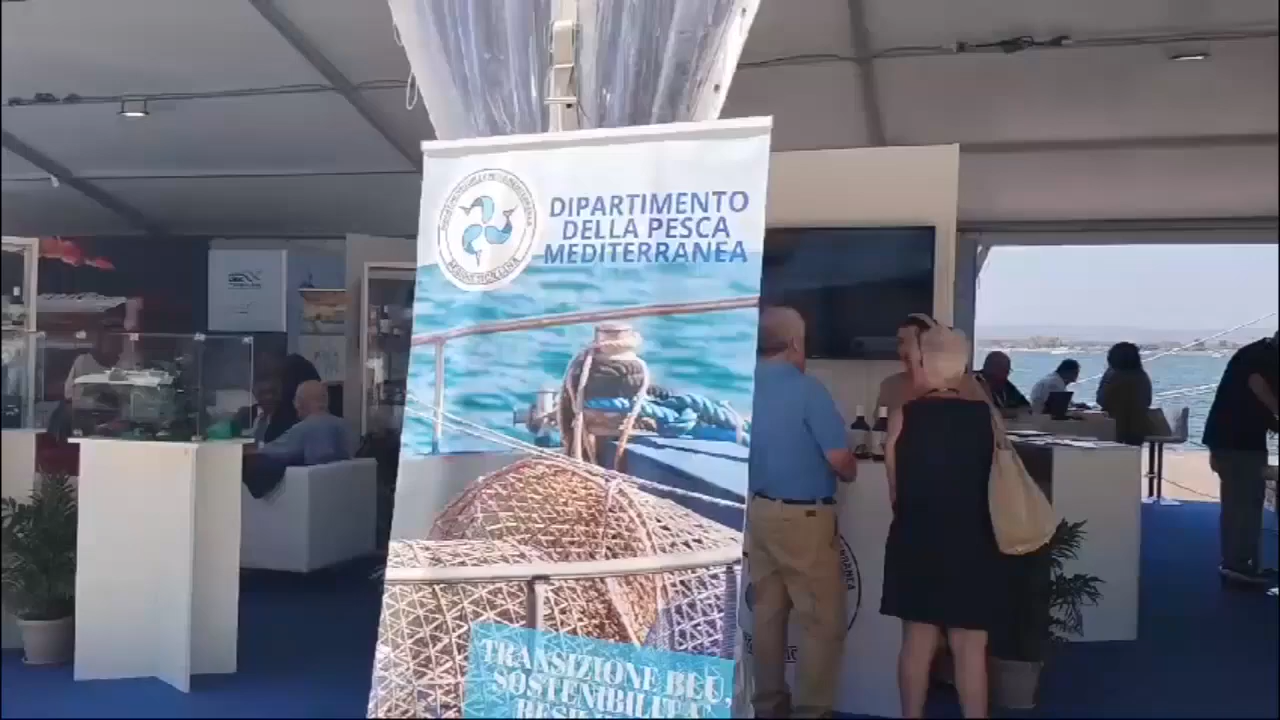 DIPARTIMENTO
DELLA PESCA
MEDITERRANEA
TRANSIZIONE BLU,
SOSTENIBILITÀ,